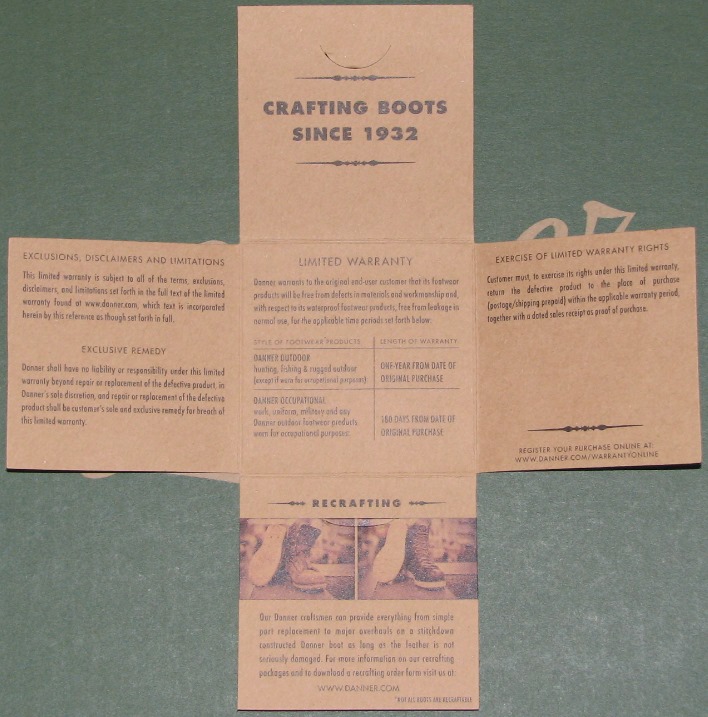 CRAFTING BOOTS
SINCE 1932
EXCLUSIONS, DISCLAIMERS AND LIMITATIONS
This limited warranty is subject to all of the terms, exclusions,
disclaimers, and limitations set forth in the full text of the limited
warranty found at www.danner.com, which text is incorporated
herein by this reference as though set forth in full.
EXCLUSIVE REMEDY
Danner shall have no liability or responsibility under this limited
warranty beyond repair or replacement of the defective product, in
Danner's sole discretion, and repair or replacement of the defective
product shall be customer's sole and exclusive remedy for breach of
this limited warranty.
LIMITED WARRANTY
Danner warrants to the original end-user customer that its footwear
products will be free from defects in materials and workmanship and,
with respect to its waterproof footwear products, free from leakage in
normal use, for the applicable time periods set forth below:
STYLE OF FOOTWEAR PRODUCTS LENGTH OF WARRANTY
DANNER OUTDOOR
hunting, fishing & rugged outdoor
(except if worn for occupational purposes)
ONE-YEAR FROM DATE OF
ORIGINAL PURCHASE
DANNER OCCUPATIONAL
work, uniform, military and any
Danner outdoor footwear products
worn for occupational purposes.
180 DAYS FROM DATE OF
ORIGINAL PURCHASE
EXERCISE OF LIMITED WARRANTY RIGHTS
Customer must, to exercise its rights under this limited warranty,
return the defective product to the place of purchase
(postage/shipping prepaid) within the applicable warranty period,
together with a dated sales receipt as proof of purchase.
REGISTER YOUR PURCHASE ONLINE AT:
WWW.DANNER.COM/WARRANTYONLINE
RECRAFTING
Our Danner craftsmen can provide everything from simple
part replacement to major overhauls on a stitchdown
constructed Danner boot as long as the leather is not
seriously damaged. For more information on our recrafting
packages and to download a recrafting order form visit us at:
WWW.DANNER.COM
*NOT ALL BOOTS ARE RECRAFTABLE